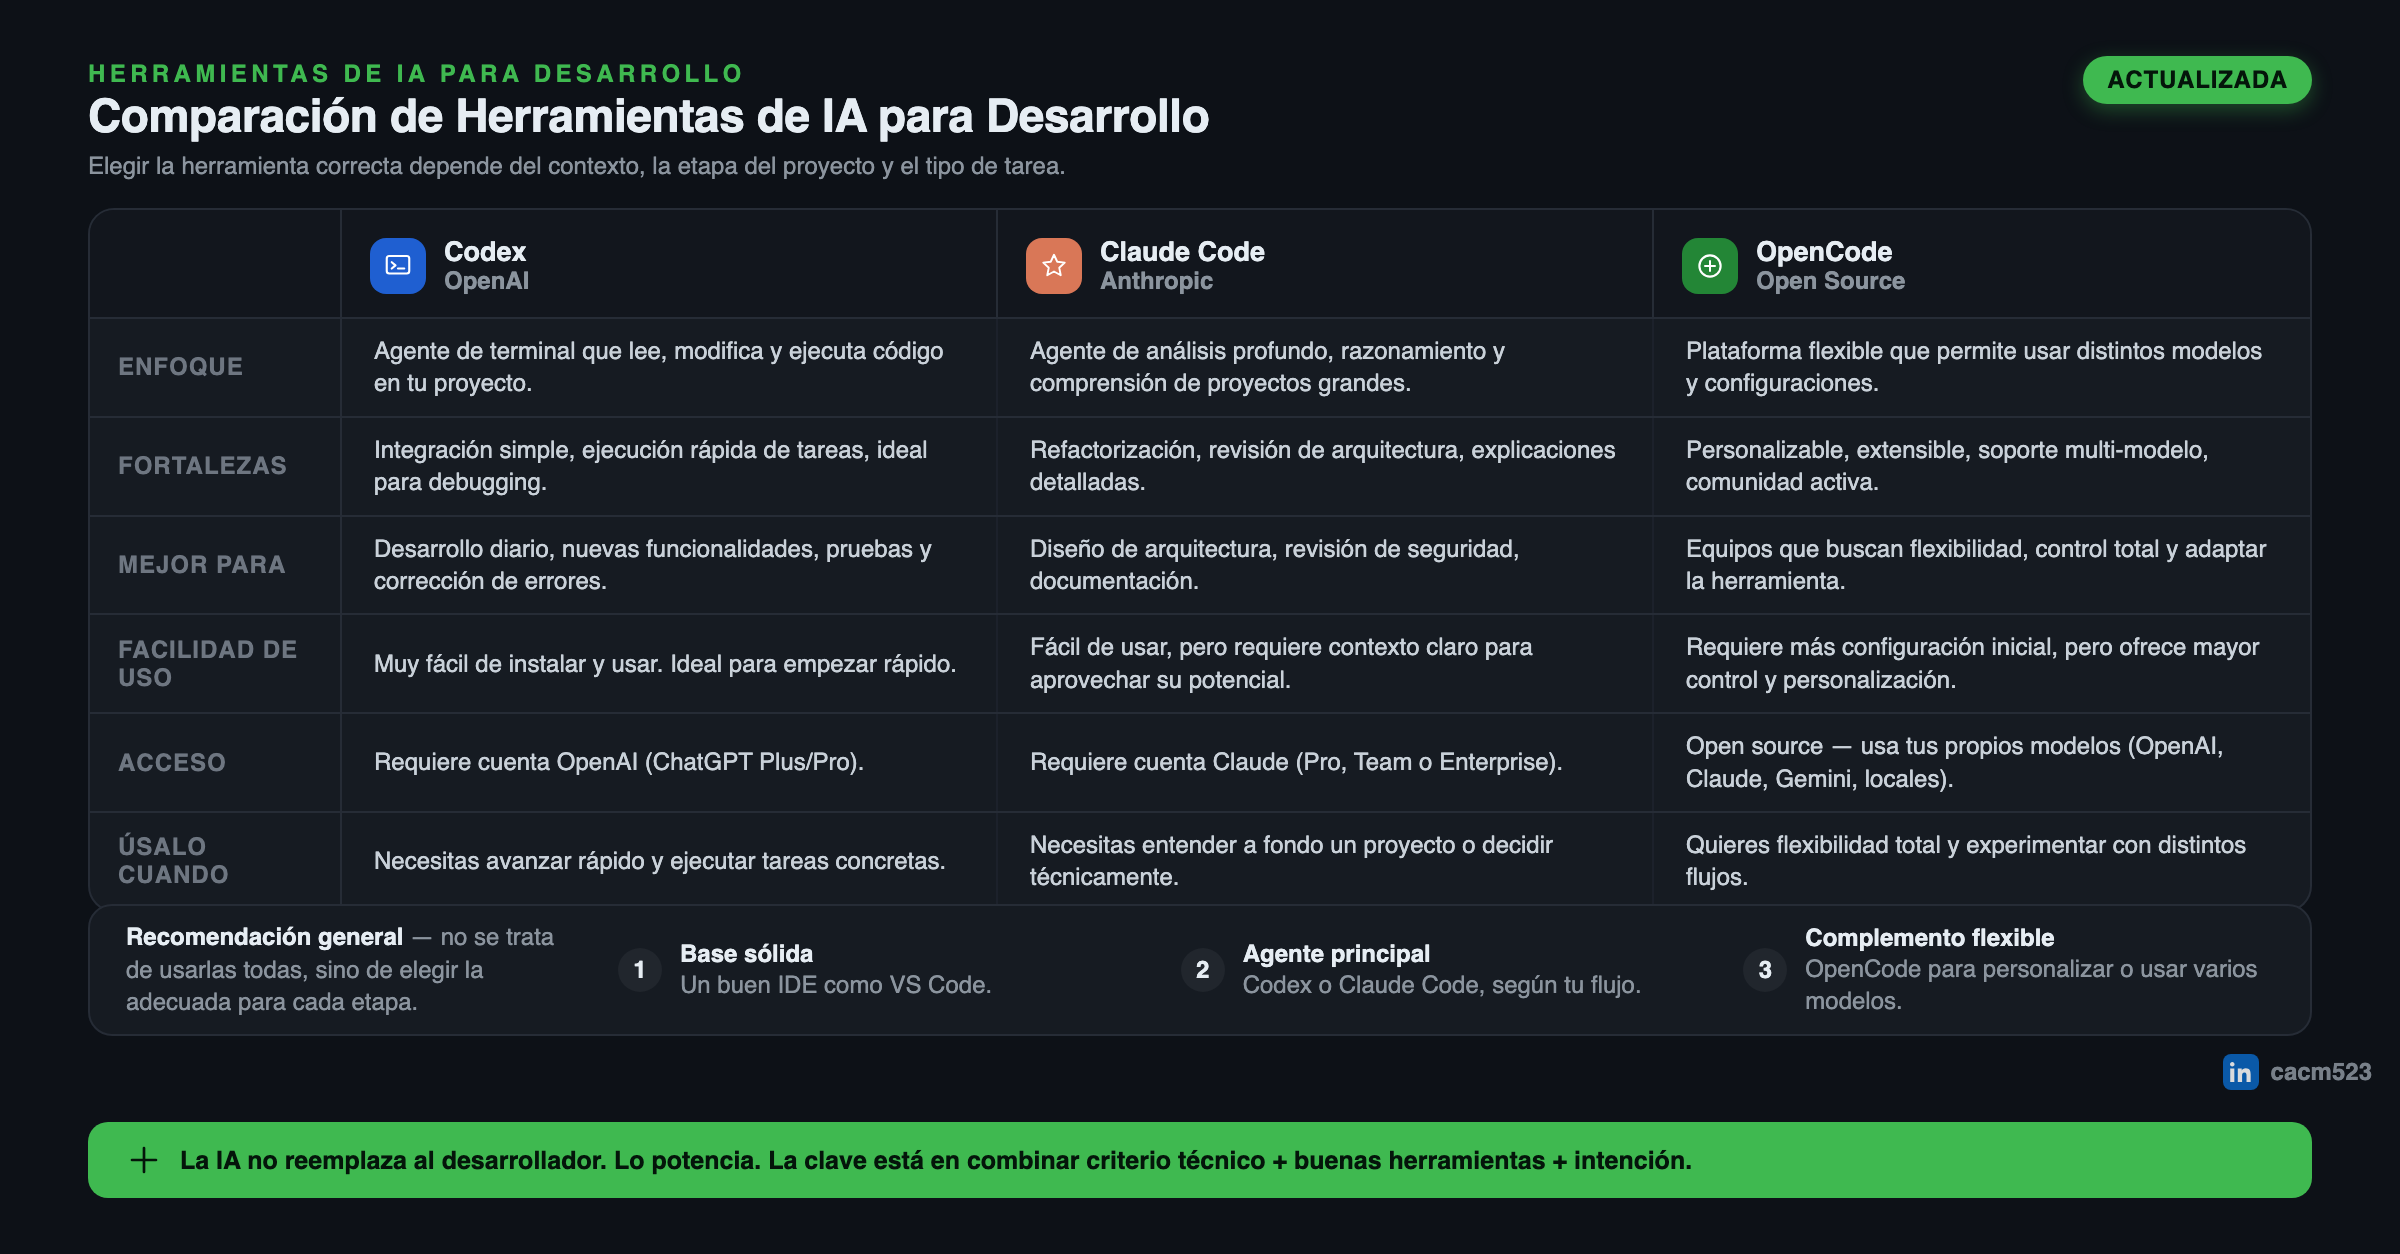 HERRAMIENTAS DE IA PARA DESARROLLO
ACTUALIZADA
Comparación de Herramientas de IA para Desarrollo
Elegir la herramienta correcta depende del contexto, la etapa del proyecto y el tipo de tarea.
Codex
OpenAI
Claude Code
Anthropic
OpenCode
Open Source
ENFOQUE
Agente de terminal que lee, modifica y ejecuta código
en tu proyecto.
Agente de análisis profundo, razonamiento y
comprensión de proyectos grandes.
Plataforma flexible que permite usar distintos modelos
y configuraciones.
FORTALEZAS
Integración simple, ejecución rápida de tareas, ideal
para debugging.
Refactorización, revisión de arquitectura, explicaciones
detalladas.
Personalizable, extensible, soporte multi-modelo,
comunidad activa.
MEJOR PARA
Desarrollo diario, nuevas funcionalidades, pruebas y
corrección de errores.
Diseño de arquitectura, revisión de seguridad,
documentación.
Equipos que buscan flexibilidad, control total y adaptar
la herramienta.
FACILIDAD DE
USO
Muy fácil de instalar y usar. Ideal para empezar rápido.
Fácil de usar, pero requiere contexto claro para
aprovechar su potencial.
Requiere más configuración inicial, pero ofrece mayor
control y personalización.
ACCESO
Requiere cuenta OpenAI (ChatGPT Plus/Pro).
Requiere cuenta Claude (Pro, Team o Enterprise).
Open source — usa tus propios modelos (OpenAI,
Claude, Gemini, locales).
ÚSALO
CUANDO
Necesitas avanzar rápido y ejecutar tareas concretas.
Necesitas entender a fondo un proyecto o decidir
técnicamente.
Quieres flexibilidad total y experimentar con distintos
flujos.
Recomendación general — no se trata
de usarlas todas, sino de elegir la
adecuada para cada etapa.
1
Base sólida
Un buen IDE como VS Code.
2
Agente principal
Codex o Claude Code, según tu flujo.
3
Complemento flexible
OpenCode para personalizar o usar varios
modelos.
in cacm523
La IA no reemplaza al desarrollador. Lo potencia. La clave está en combinar criterio técnico + buenas herramientas + intención.